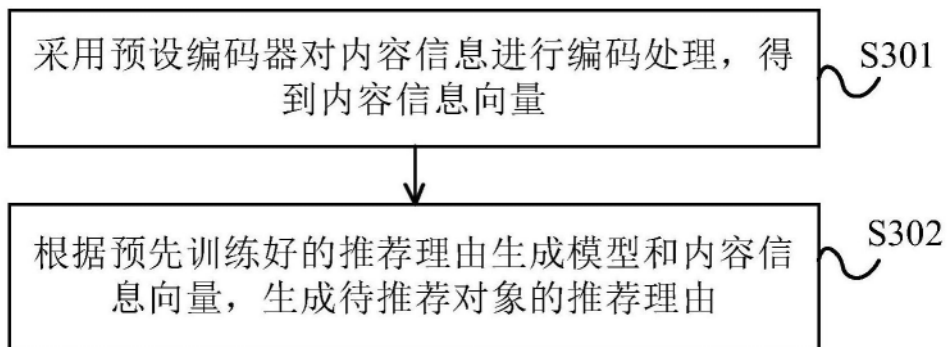 采用预设编码器对内容信息进行编码处理，得
到内容信息向量
S301
根据预先训练好的推荐理由生成模型和内容信
息向量，生成待推荐对象的推荐理由
S302